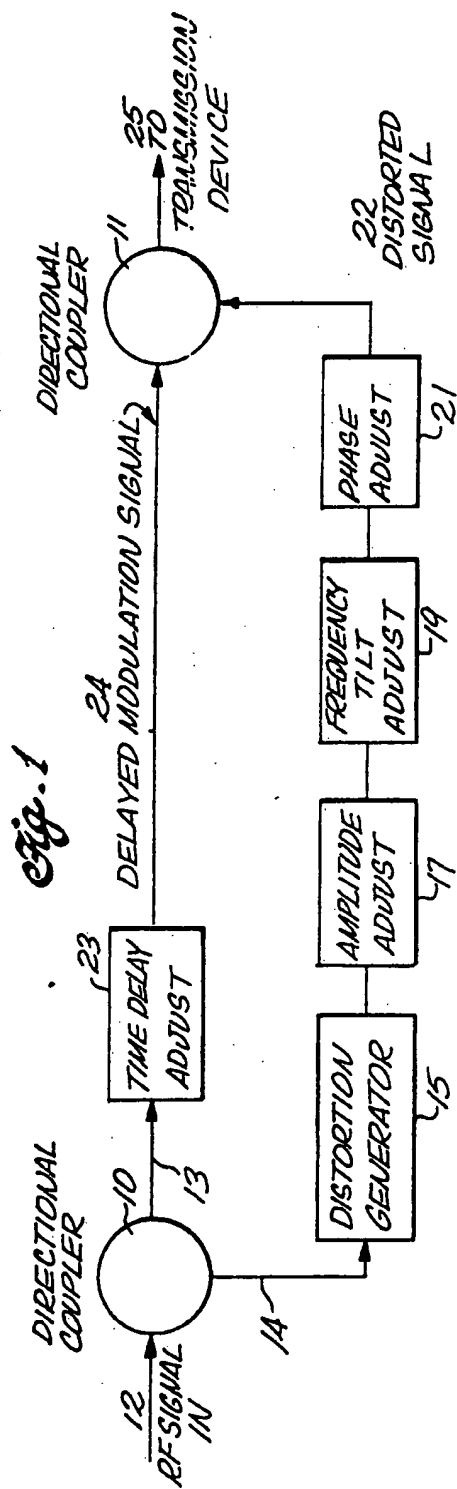 Fig. 1
DIRECTIONAL
COUPLER
10
12
RF SIGNAL
IN
13
14
23
TIME DELAY
ADJUST
24
DELAYED MODULATION SIGNAL
DIRECTIONAL
COUPLER
11
25
TO
TRANSMISSION
DEVICE
DISTORTION
GENERATOR
15
AMPLITUDE
ADJUST
17
FREQUENCY
TILT
ADJUST
19
PHASE
ADJUST
21
22
DISTORTED
SIGNAL